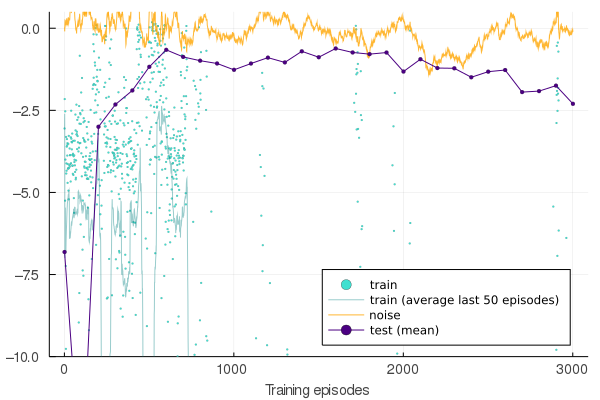 0.0
−2.5
−5.0
−7.5
−10.0
0
1000
2000
3000
Training episodes
train
train (average last 50 episodes)
noise
test (mean)